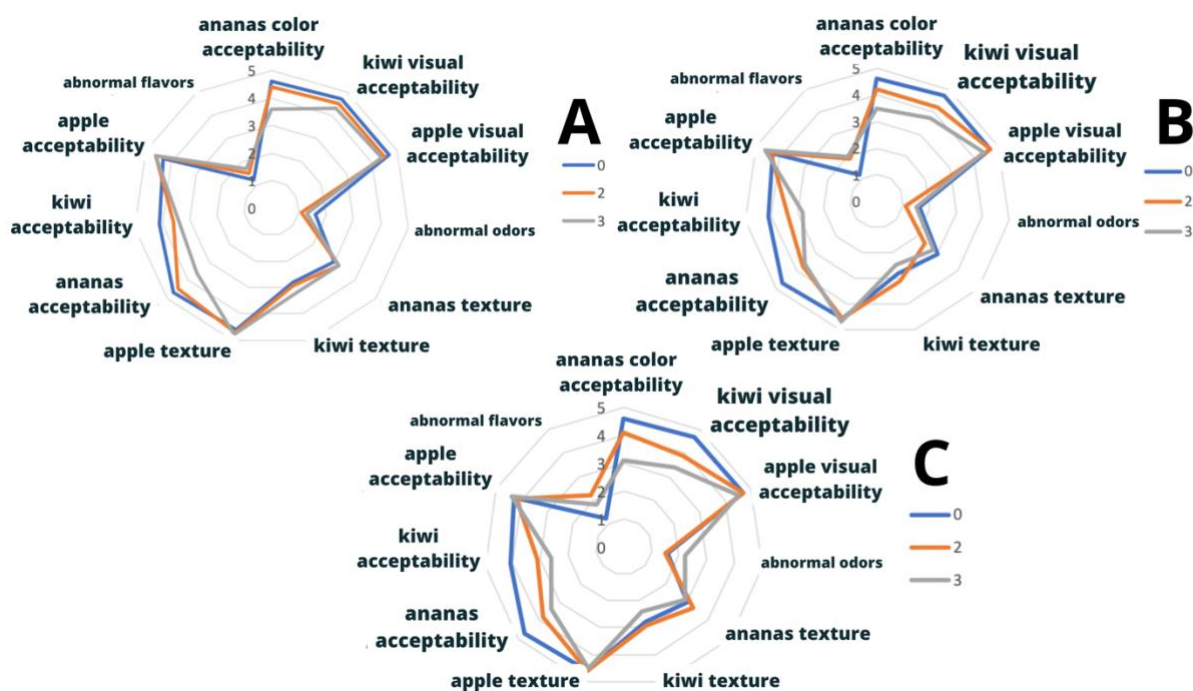 ananas color
acceptability
kiwi visual
acceptability
apple visual
acceptability
abnormal odors
ananas texture
kiwi texture
apple texture
ananas
acceptability
kiwi
acceptability
apple
acceptability
abnormal flavors
5
4
3
2
1
0
A
0
2
3
ananas color
acceptability
kiwi visual
acceptability
apple visual
acceptability
abnormal odors
ananas texture
kiwi texture
apple texture
ananas
acceptability
kiwi
acceptability
apple
acceptability
abnormal flavors
5
4
3
2
1
0
B
0
2
3
ananas color
acceptability
kiwi visual
acceptability
apple visual
acceptability
abnormal odors
ananas texture
kiwi texture
apple texture
ananas
acceptability
kiwi
acceptability
apple
acceptability
abnormal flavors
5
4
3
2
1
0
C
0
2
3